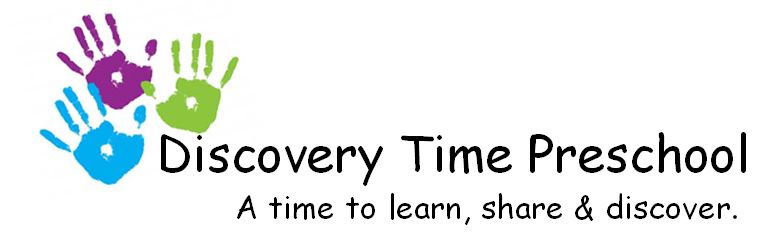 Discovery Time Preschool
A time to learn, share & discover.